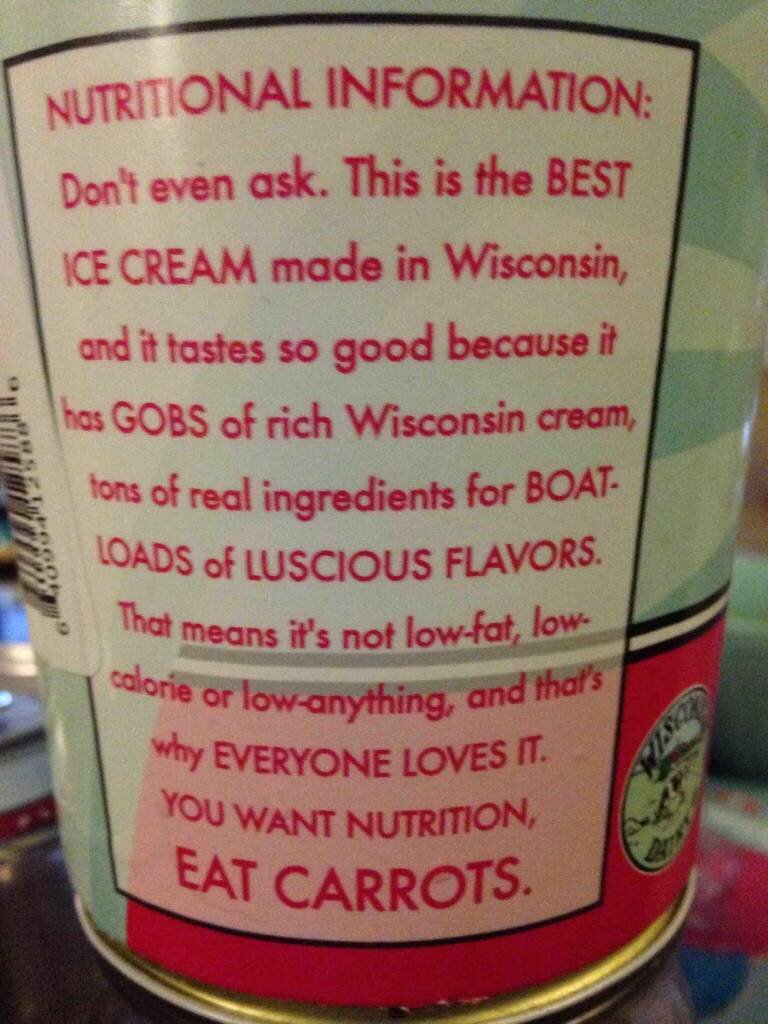 NUTRITIONAL INFORMATION:
Don't even ask. This is the BEST
ICE CREAM made in Wisconsin,
and it tastes so good because it
has GOBS of rich Wisconsin cream,
tons of real ingredients for BOAT-
LOADS of LUSCIOUS FLAVORS.
That means it's not low-fat, low-
calorie or low-anything, and that's
why EVERYONE LOVES IT.
YOU WANT NUTRITION,
EAT CARROTS.